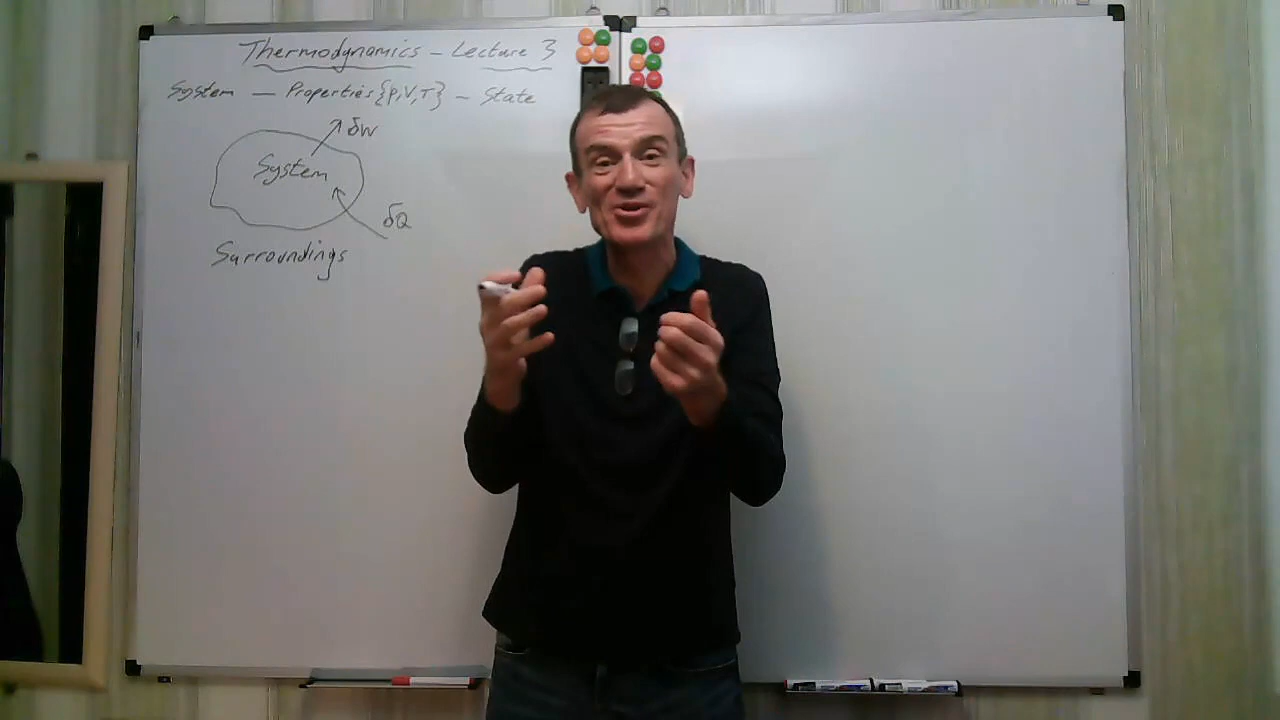 Thermodynamics – Lecture 3
System — Properties {P,V,T} – State
δW
System
δQ
Surroundings